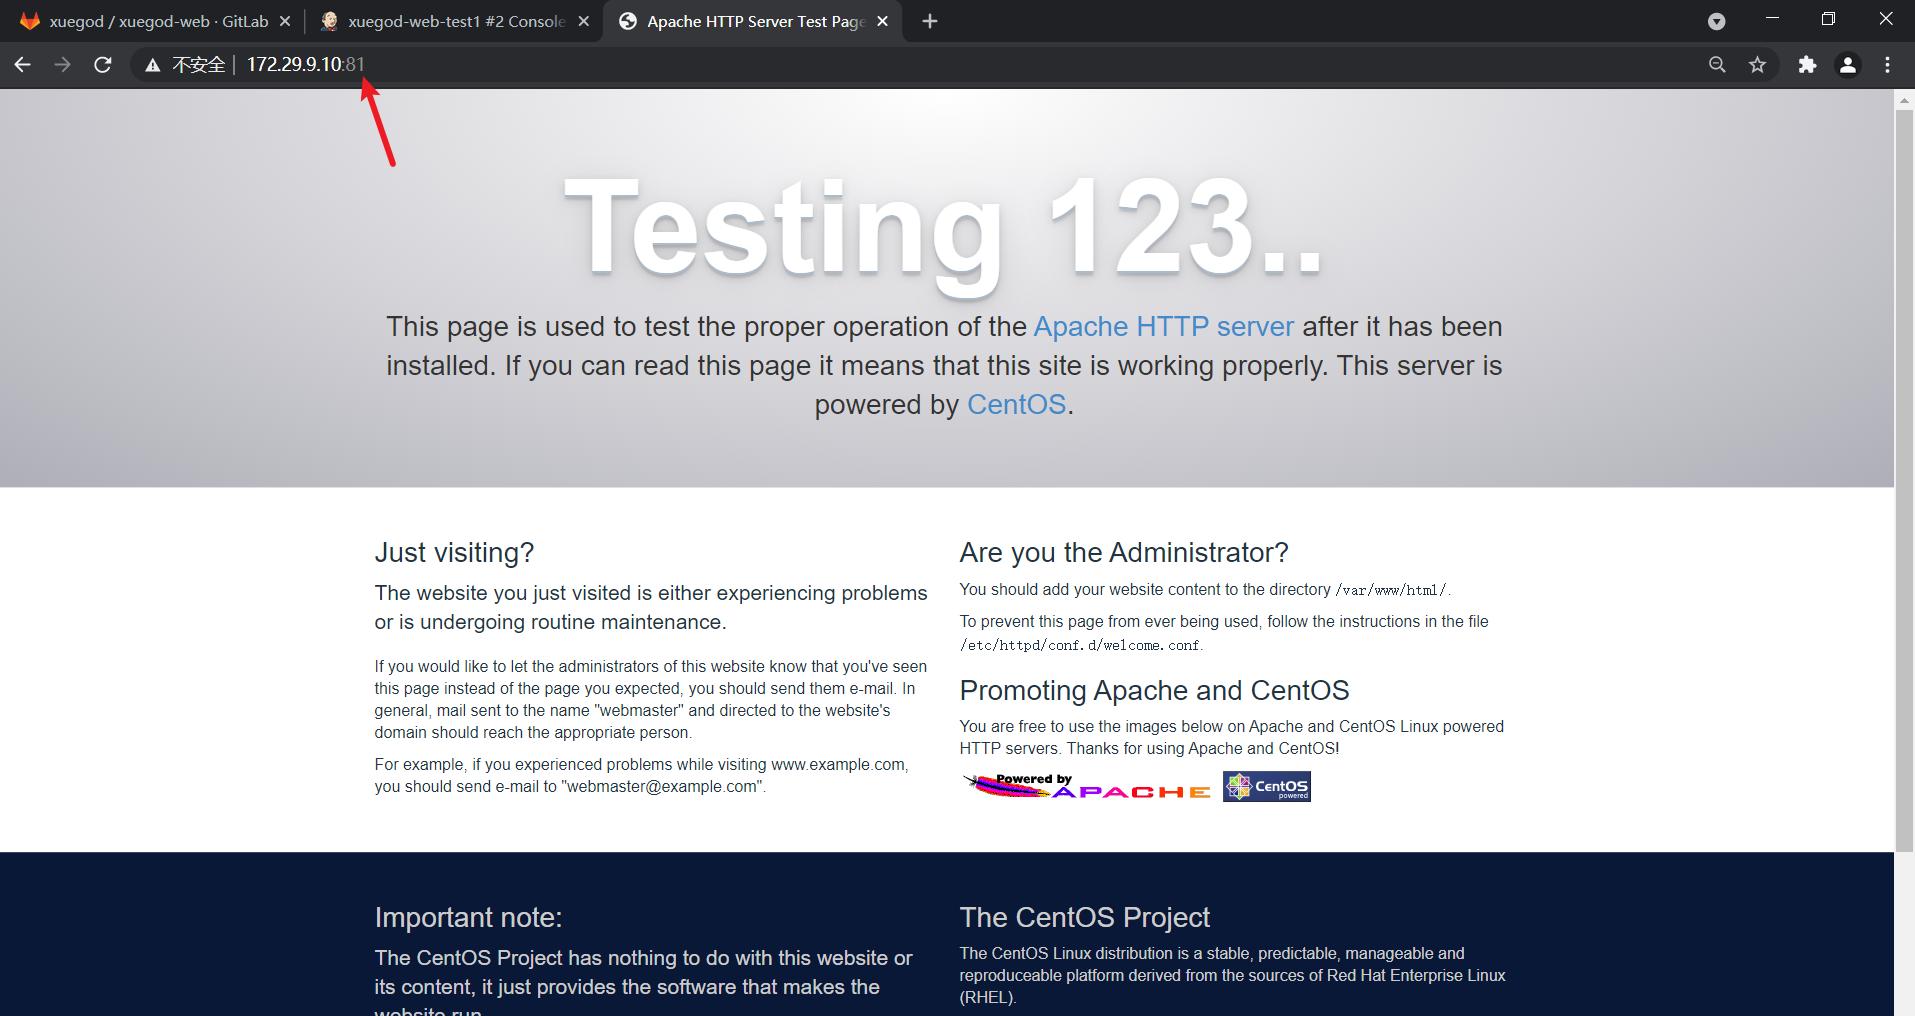 xuegod / xuegod-web · GitLab
xuegod-web-test1 #2 Console
Apache HTTP Server Test Page
不安全 172.29.9.10:81
Testing 123..
This page is used to test the proper operation of the Apache HTTP server after it has been
installed. If you can read this page it means that this site is working properly. This server is
powered by CentOS.
Just visiting?
The website you just visited is either experiencing problems
or is undergoing routine maintenance.
If you would like to let the administrators of this website know that you've seen
this page instead of the page you expected, you should send them e-mail. In
general, mail sent to the name "webmaster" and directed to the website's
domain should reach the appropriate person.
For example, if you experienced problems while visiting www.example.com,
you should send e-mail to "webmaster@example.com".
Are you the Administrator?
You should add your website content to the directory /var/www/html/.
To prevent this page from ever being used, follow the instructions in the file
/etc/httpd/conf.d/welcome.conf.
Promoting Apache and CentOS
You are free to use the images below on Apache and CentOS Linux powered
HTTP servers. Thanks for using Apache and CentOS!
Powered by
APACHE
CentOS
powered
Important note:
The CentOS Project has nothing to do with this website or
its content, it just provides the software that makes the
website run.
The CentOS Project
The CentOS Linux distribution is a stable, predictable, manageable and
reproduceable platform derived from the sources of Red Hat Enterprise Linux
(RHEL).